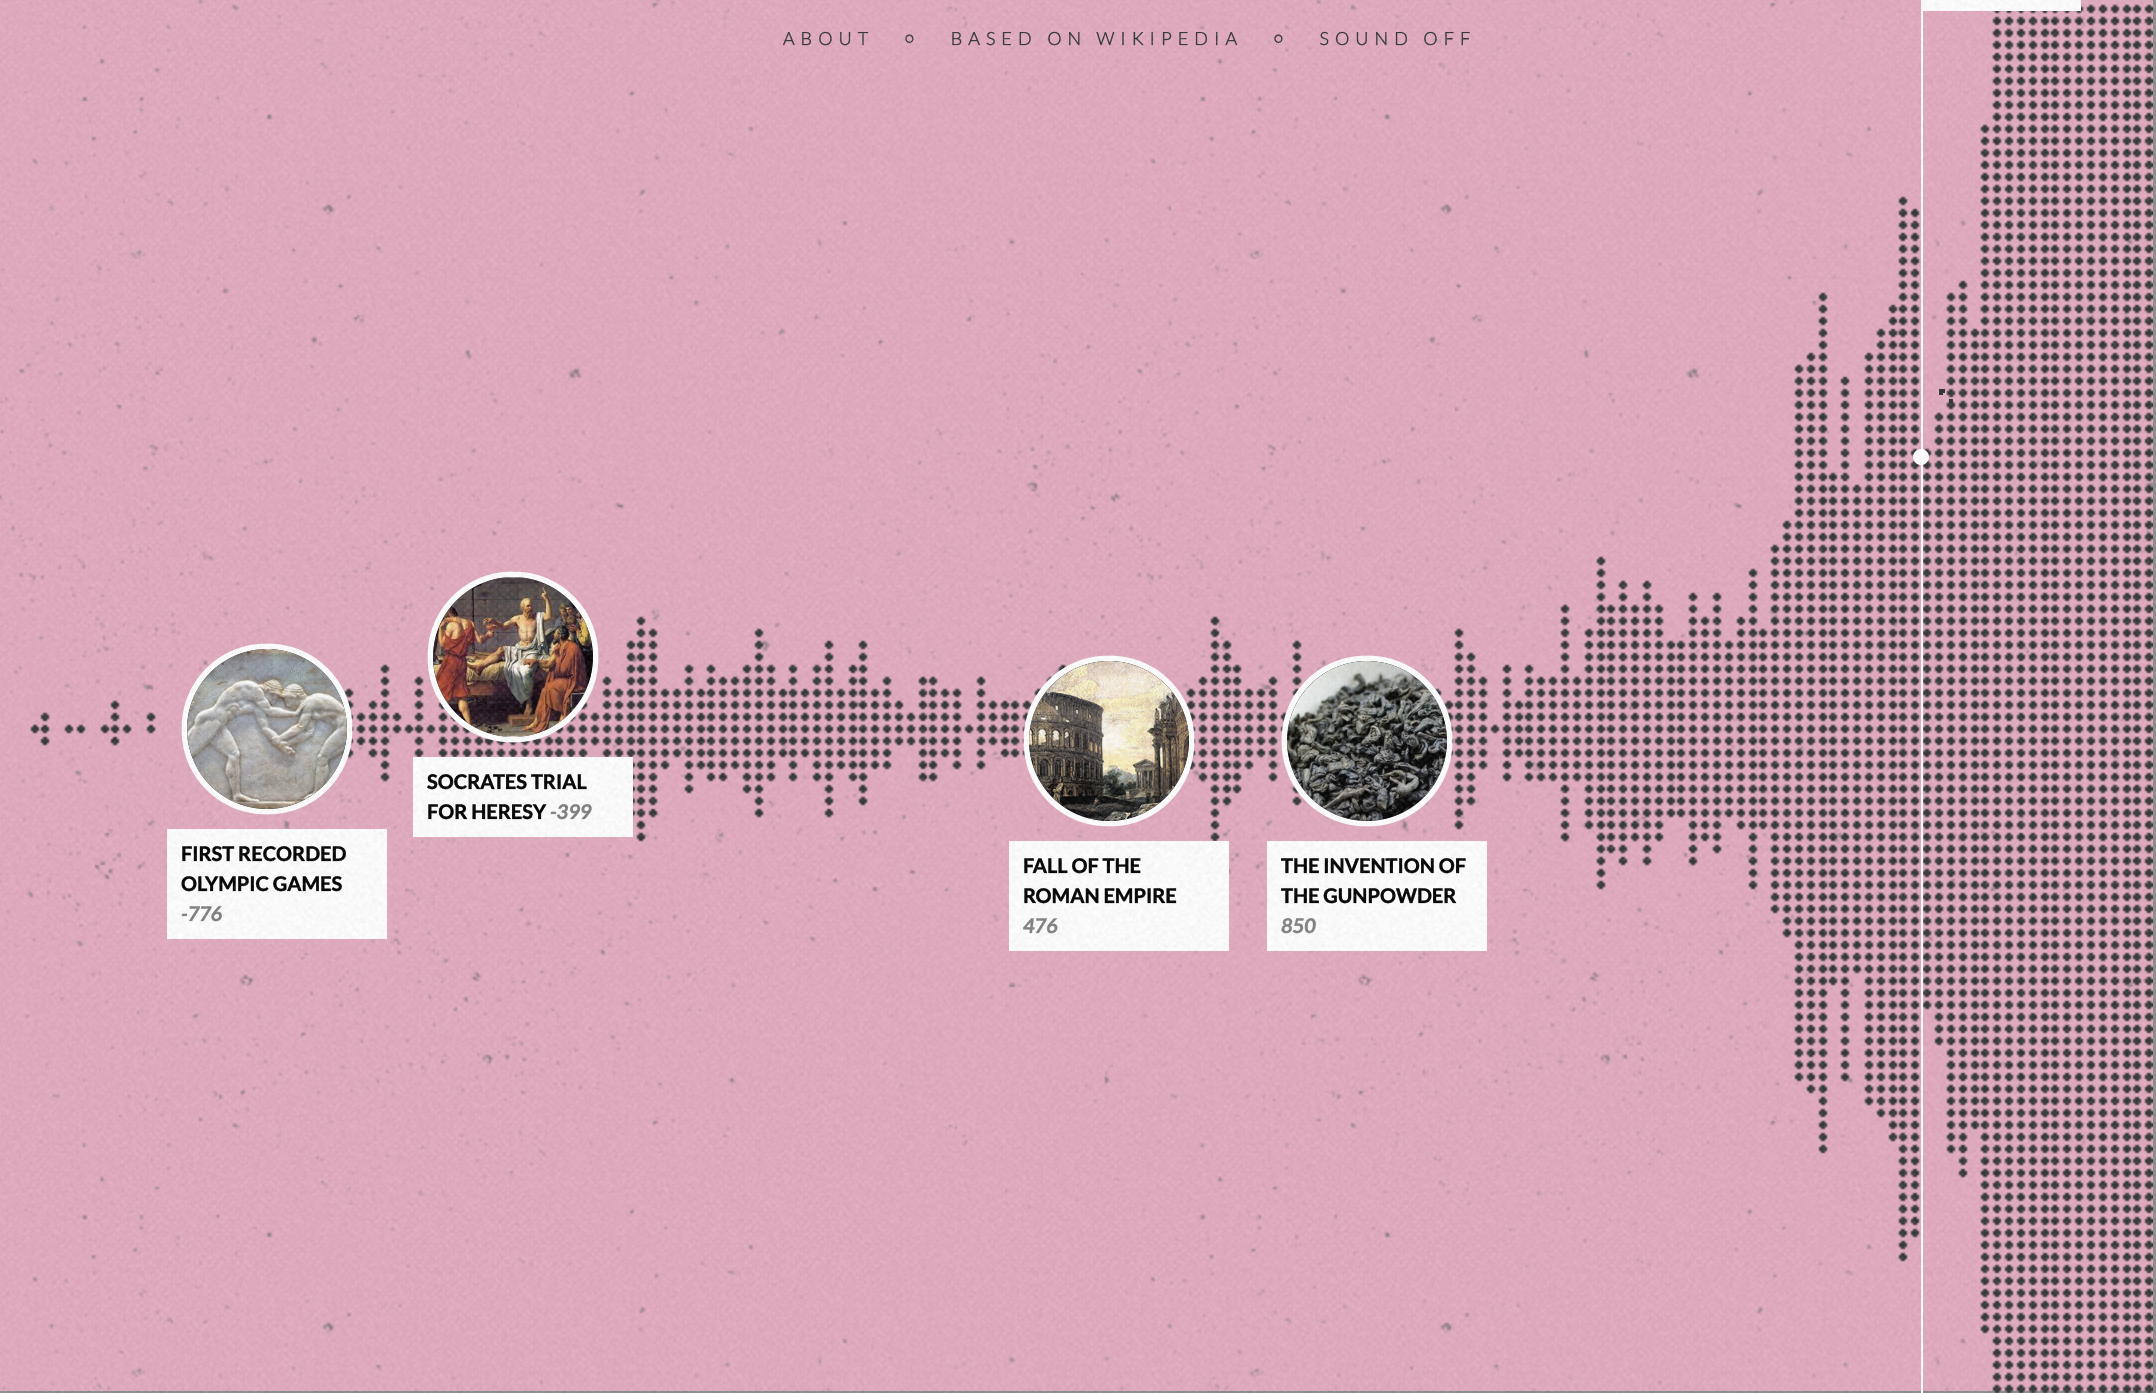 ABOUT BASED ON WIKIPEDIA SOUND OFF
FIRST RECORDED
OLYMPIC GAMES
-776
SOCRATES TRIAL
FOR HERESY -399
FALL OF THE
ROMAN EMPIRE
476
THE INVENTION OF
THE GUNPOWDER
850